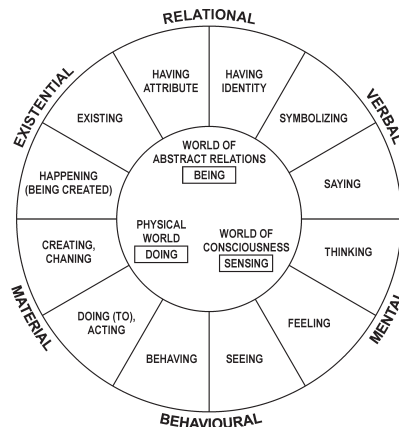 RELATIONAL
HAVING
ATTRIBUTE
HAVING
IDENTITY
EXISTENTIAL
EXISTING
SYMBOLIZING
VERBAL
WORLD OF
ABSTRACT RELATIONS
BEING
HAPPENING
(BEING CREATED)
SAYING
PHYSICAL
WORLD
DOING
WORLD OF
CONSCIOUSNESS
SENSING
CREATING,
CHANING
THINKING
MATERIAL
DOING (TO),
ACTING
FEELING
MENTAL
BEHAVING
SEEING
BEHAVIOURAL